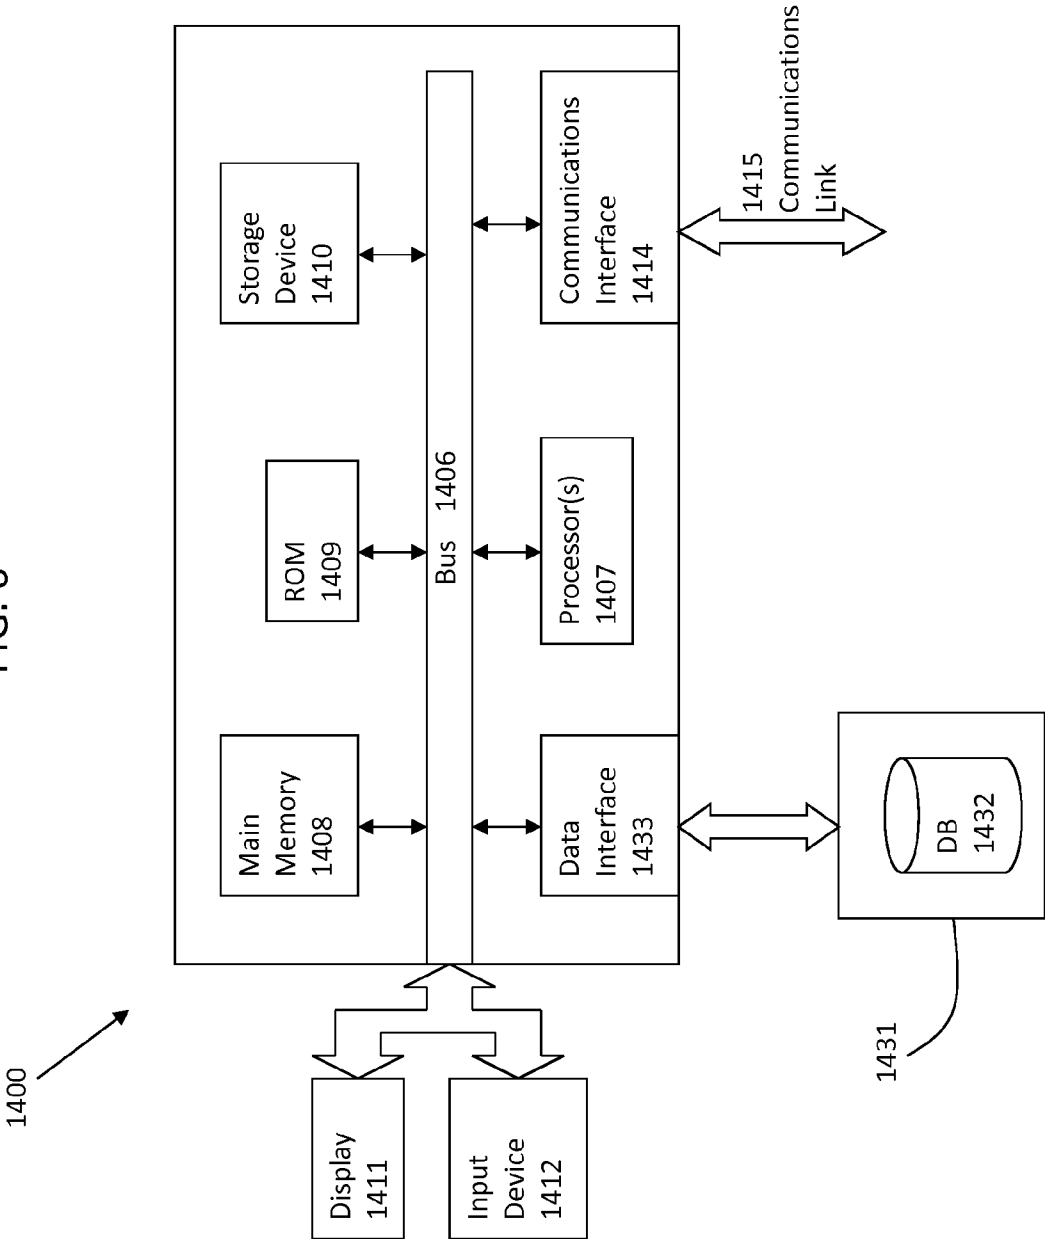 FIG.
1400
Display
1411
Input
Device
1412
Main
Memory
1408
ROM
1409
Storage
Device
1410
Bus 1406
Data
Interface
1433
Processor(s)
1407
Communications
Interface
1414
1415
Communications
Link
1431
DB
1432